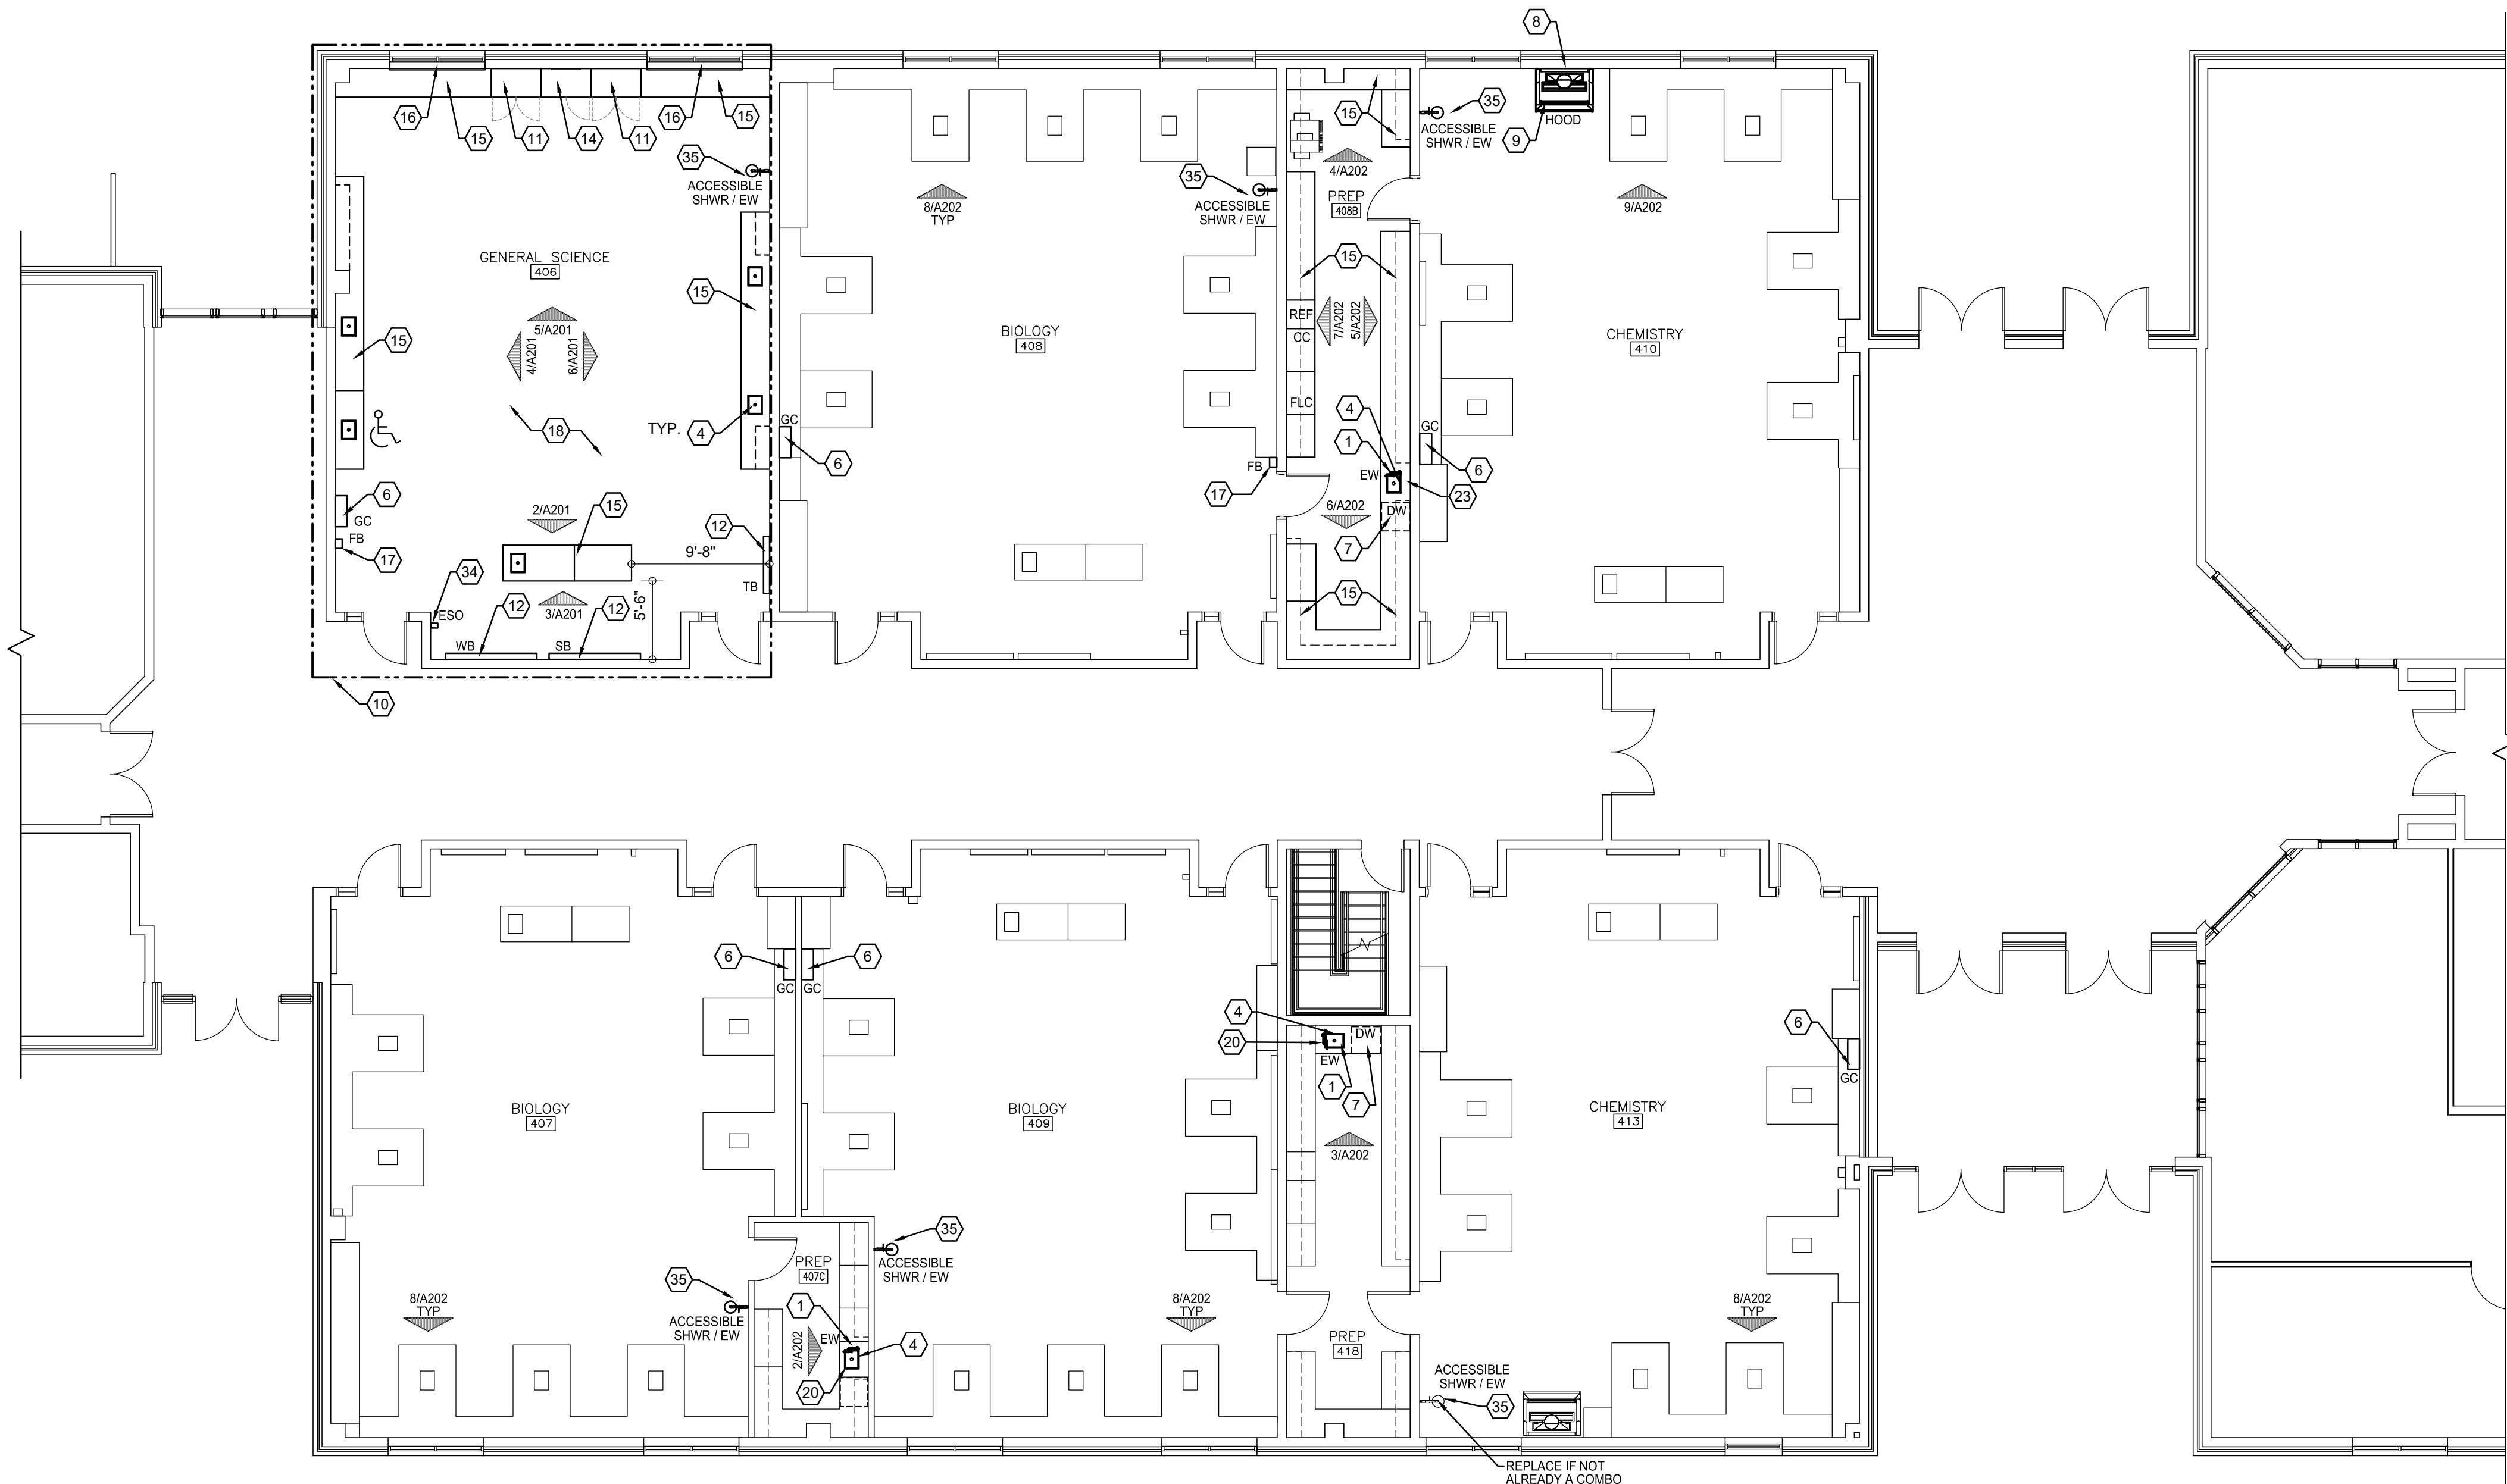 8
16
15
11
14
11
16
15
35
ACCESSIBLE
SHWR / EW
GENERAL SCIENCE
406
15
5/A201
4/A201
6/A201
15
18
TYP.
4
6
GC
FB
17
2/A201
15
12
9'-8"
TB
34
ESO
3/A201
5'-6"
12
12
WB
SB
10
8/A202
TYP
35
ACCESSIBLE
SHWR / EW
BIOLOGY
408
GC
6
FB
17
15
4/A202
PREP
408B
15
REF
CC
FLC
7/A202
5/A202
4
1
EW
23
6/A202
DW
7
15
35
ACCESSIBLE
SHWR / EW
9
HOOD
9/A202
CHEMISTRY
410
GC
6
6
6
GC
GC
BIOLOGY
407
8/A202
TYP
35
ACCESSIBLE
SHWR / EW
PREP
407C
1
EW
4
2/A202
20
35
ACCESSIBLE
SHWR / EW
BIOLOGY
409
8/A202
TYP
4
20
DW
EW
1
7
3/A202
PREP
418
CHEMISTRY
413
6
GC
8/A202
TYP
ACCESSIBLE
SHWR / EW
35
REPLACE IF NOT
ALREADY A COMBO